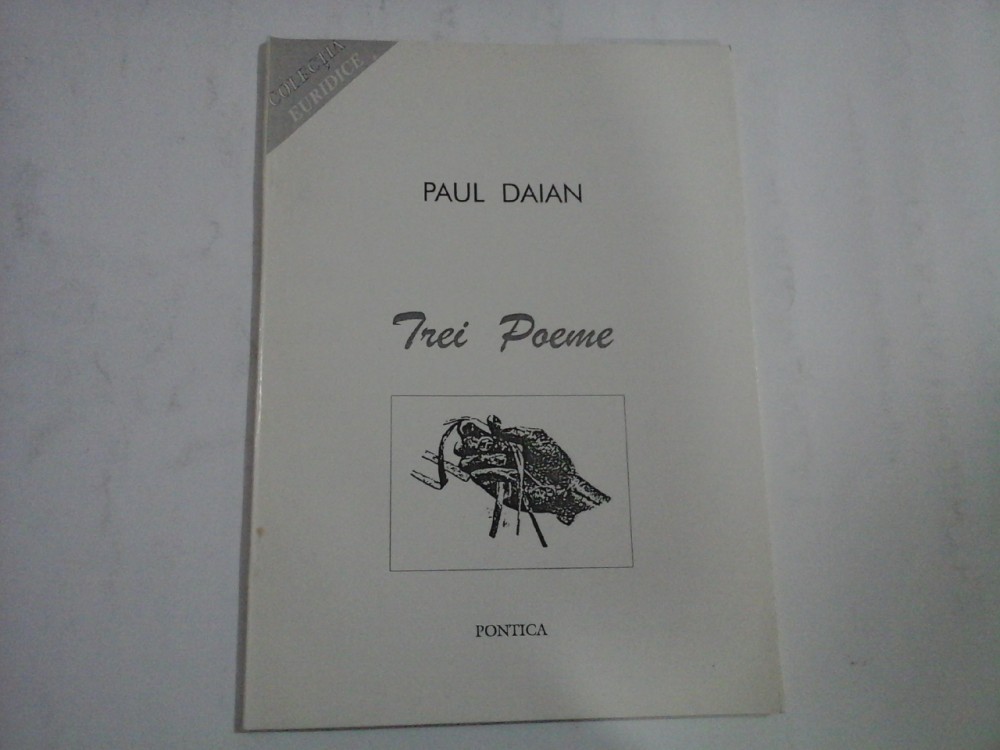 COLECȚIA
EURIDICE
PAUL DAIAN
Trei Poeme
PONTICA